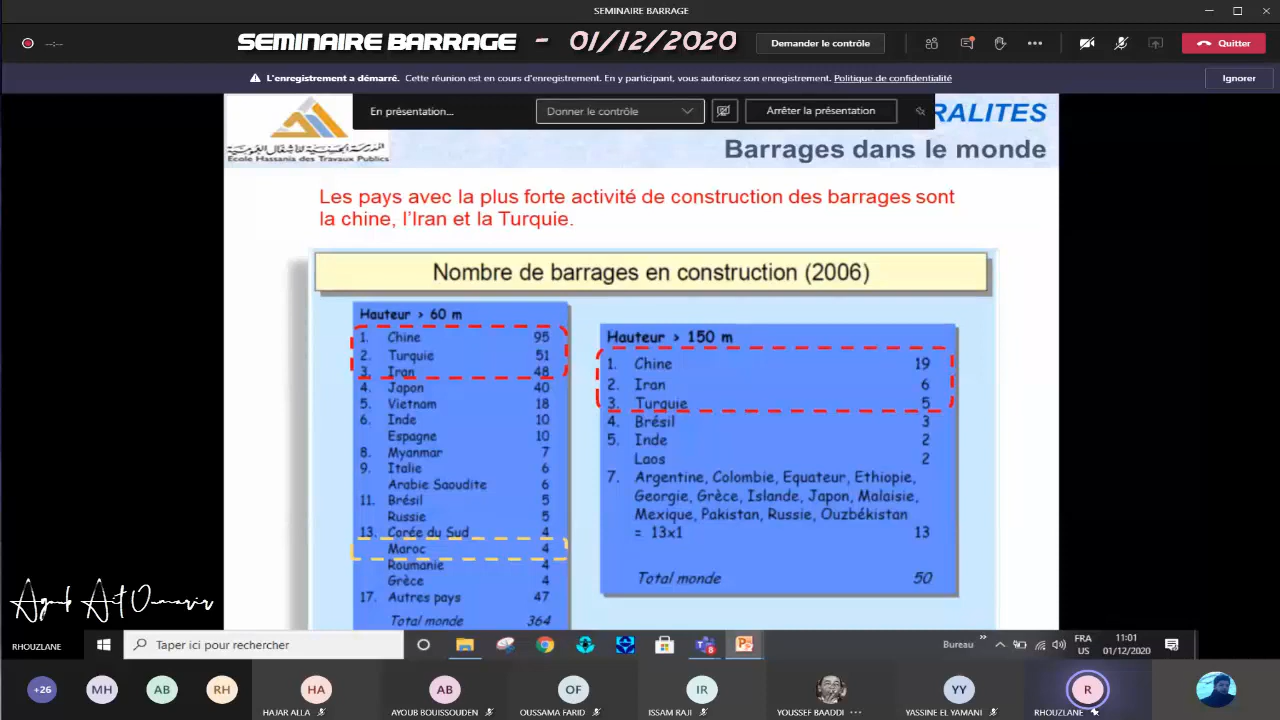 SEMINAIRE BARRAGE
--:--
SEMINAIRE BARRAGE - 01/12/2020
Demander le contrôle
Quitter
L'enregistrement a démarré. Cette réunion est en cours d'enregistrement. En y participant, vous autorisez son enregistrement. Politique de confidentialité
Ignorer
En présentation...
Donner le contrôle
Arrêter la présentation
RALITES
المدرسة الحسنية للأشغال العمومية
Ecole Hassania des Travaux Publics
Barrages dans le monde
Les pays avec la plus forte activité de construction des barrages sont
la chine, l'Iran et la Turquie.
Nombre de barrages en construction (2006)
Hauteur > 60 m
1. Chine 95
2. Turquie 51
3. Iran 48
4. Japon 40
5. Vietnam 18
6. Inde 10
Espagne 10
8. Myanmar 7
9. Italie 6
Arabie Saoudite 6
11. Brésil 5
Russie 5
13. Corée du Sud 4
Maroc 4
Roumanie 4
Grèce 4
17. Autres pays 47
Total monde 364
Hauteur > 150 m
1. Chine 19
2. Iran 6
3. Turquie 5
4. Brésil 3
5. Inde 2
Laos 2
7. Argentine, Colombie, Equateur, Ethiopie,
Georgie, Grèce, Islande, Japon, Malaisie,
Mexique, Pakistan, Russie, Ouzbékistan
= 13x1 13
Total monde 50
RHOUZLANE
Taper ici pour rechercher
Bureau
FRA
US
11:01
01/12/2020
+26
MH
AB
RH
HA
HAJAR ALLA
AB
AYOUB BOUISSOUDEN
OF
OUSSAMA FARID
IR
ISSAM RAJI
YOUSSEF BAADDI
YY
YASSINE EL YAMANI
R
RHOUZLANE